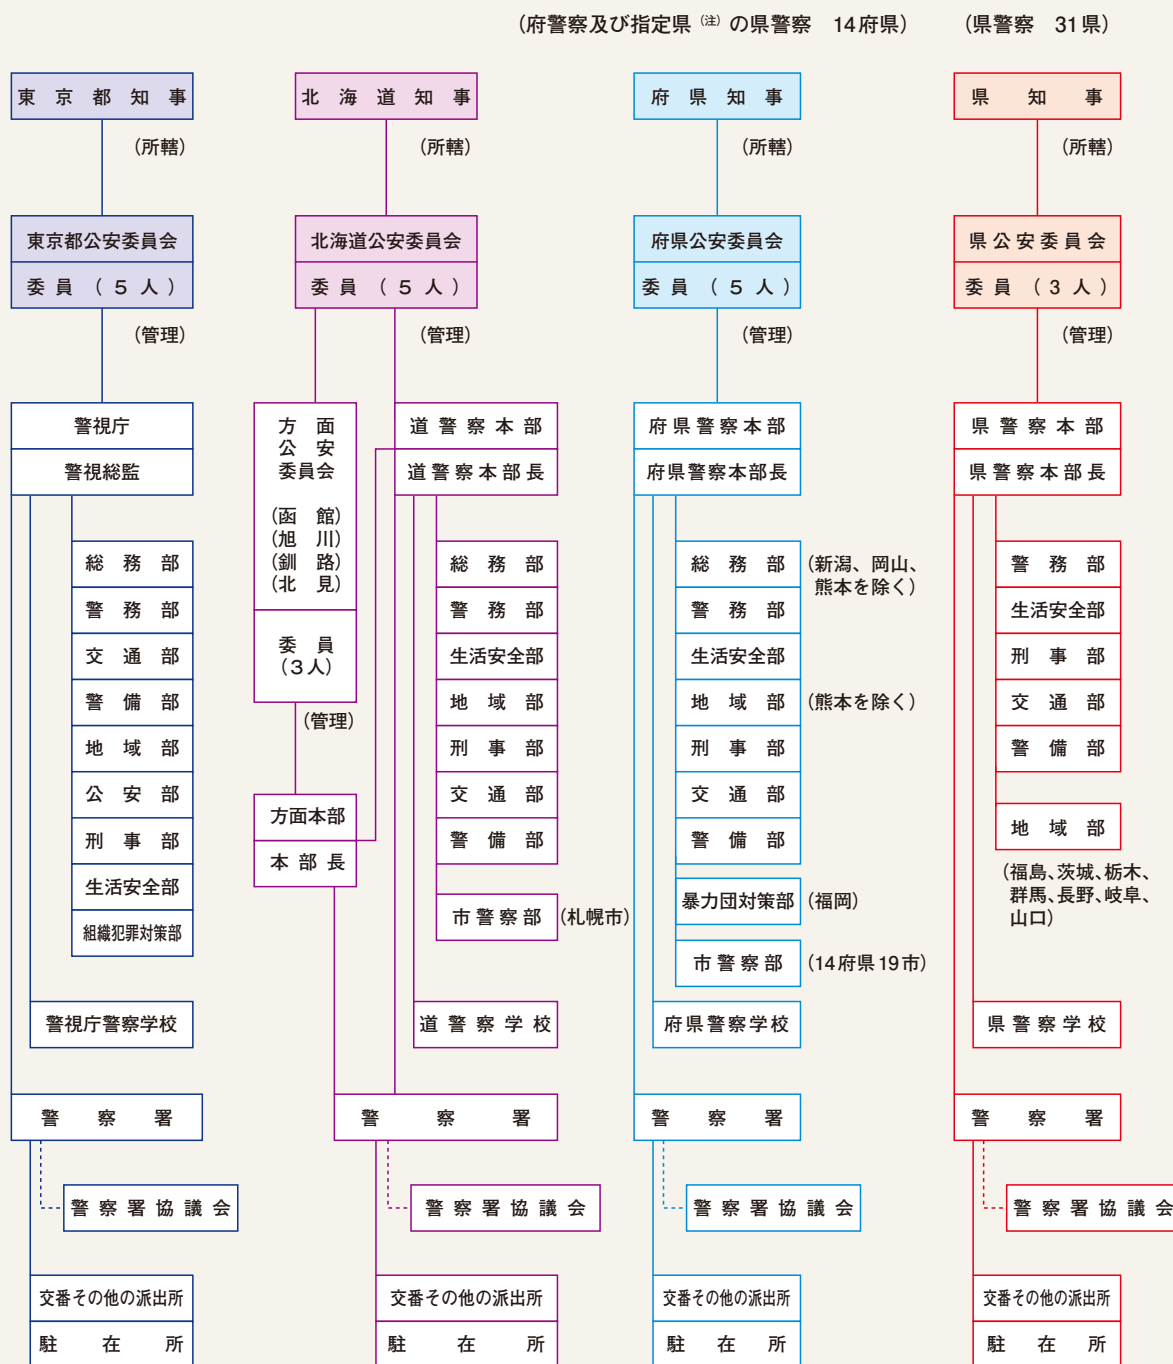 (府警察及び指定県(注)の県警察　14府県)
(県警察　31県)
東京都知事
(所轄)
東京都公安委員会
委員(5人)
(管理)
警視庁
警視総監
総務部
警務部
交通部
警備部
地域部
公安部
刑事部
生活安全部
組織犯罪対策部
警視庁警察学校
警察署
警察署協議会
交番その他の派出所
駐在所
北海道知事
(所轄)
北海道公安委員会
委員(5人)
(管理)
方面
公安
委員会
(函館)
(旭川)
(釧路)
(北見)
委員
(3人)
(管理)
方面本部
本部長
道警察本部
道警察本部長
総務部
警務部
生活安全部
地域部
刑事部
交通部
警備部
市警察部
(札幌市)
道警察学校
警察署
警察署協議会
交番その他の派出所
駐在所
府県知事
(所轄)
府県公安委員会
委員(5人)
(管理)
府県警察本部
府県警察本部長
総務部
(新潟、岡山、
熊本を除く)
警務部
生活安全部
地域部
(熊本を除く)
刑事部
交通部
警備部
暴力団対策部
(福岡)
市警察部
(14府県19市)
府県警察学校
警察署
警察署協議会
交番その他の派出所
駐在所
県知事
(所轄)
県公安委員会
委員(3人)
(管理)
県警察本部
県警察本部長
警務部
生活安全部
刑事部
交通部
警備部
地域部
(福島、茨城、栃木、
群馬、長野、岐阜、
山口)
県警察学校
警察署
警察署協議会
交番その他の派出所
駐在所